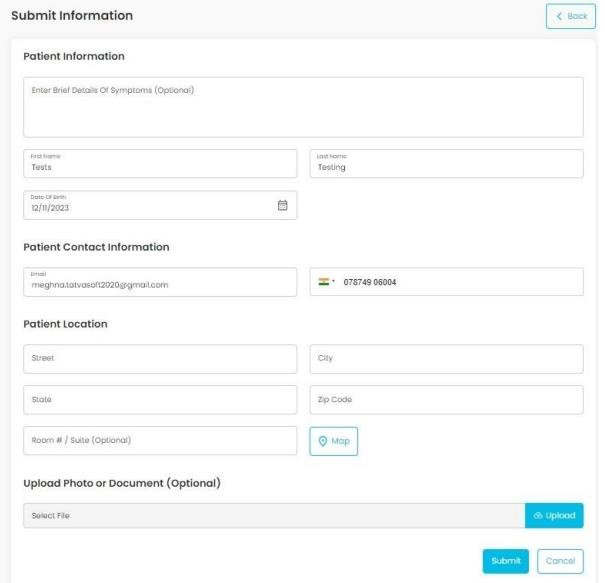 Submit Information
Back
Patient Information
Enter Brief Details Of Symptoms (Optional)
First Name
Last Name
Tests
Testing
Date Of Birth
12/11/2023
Patient Contact Information
Email
meghna.tatvasoft2020@gmail.com
078749 06004
Patient Location
Street
City
State
Zip Code
Room # / Suite (Optional)
Map
Upload Photo or Document (Optional)
Select File
Upload
Submit
Cancel